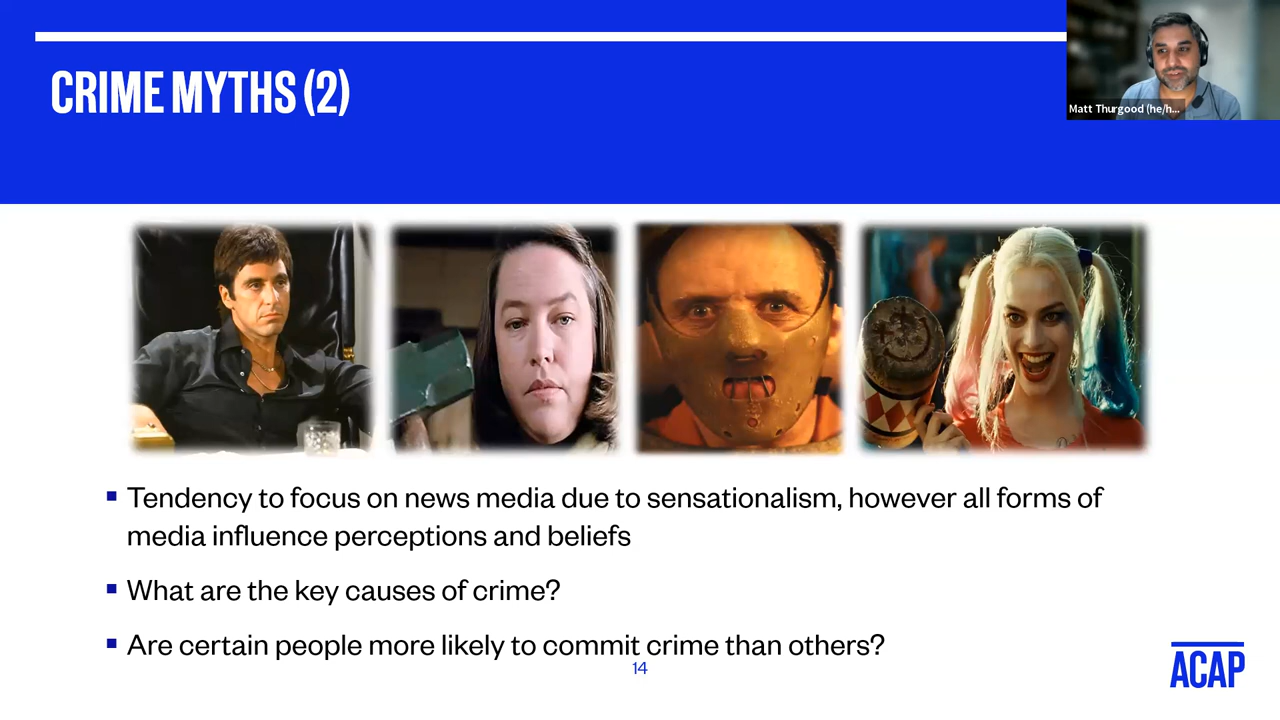 CRIME MYTHS (2)
Matt Thurgood (he/h...
■ Tendency to focus on news media due to sensationalism, however all forms of
media influence perceptions and beliefs
■ What are the key causes of crime?
■ Are certain people more likely to commit crime than others?
14
ACAP